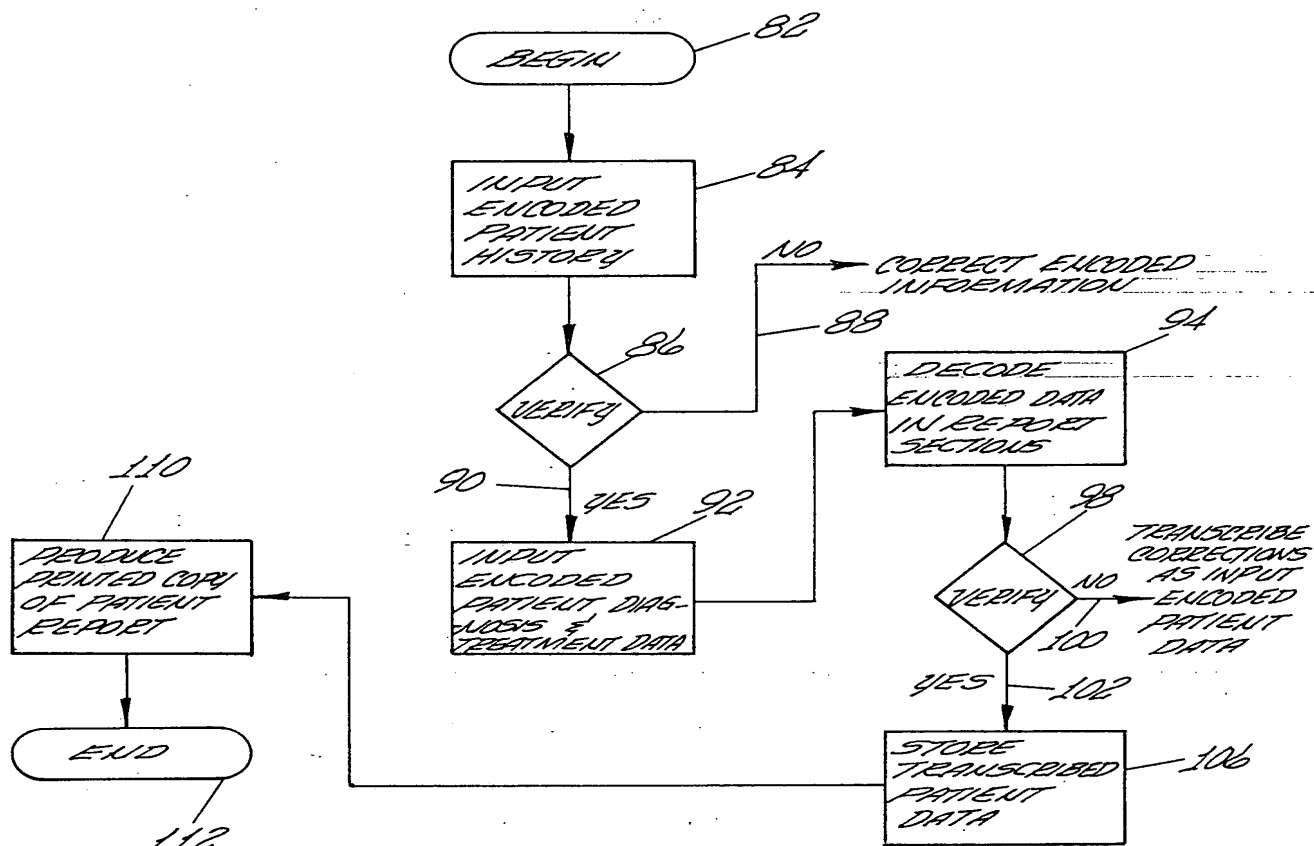 BEGIN
82
INPUT
ENCODED
PATIENT
HISTORY
84
NO
CORRECT ENCODED
INFORMATION
88
VERIFY
86
90
YES
INPUT
ENCODED
PATIENT DIAG-
NOSIS &
TREATMENT DATA
92
DECODE
ENCODED DATA
IN REPORT
SECTIONS
94
VERIFY
98
NO
100
TRANSCRIBE
CORRECTIONS
AS INPUT
ENCODED
PATIENT
DATA
YES
102
STORE
TRANSCRIBED
PATIENT
DATA
106
110
PRODUCE
PRINTED COPY
OF PATIENT
REPORT
END
112